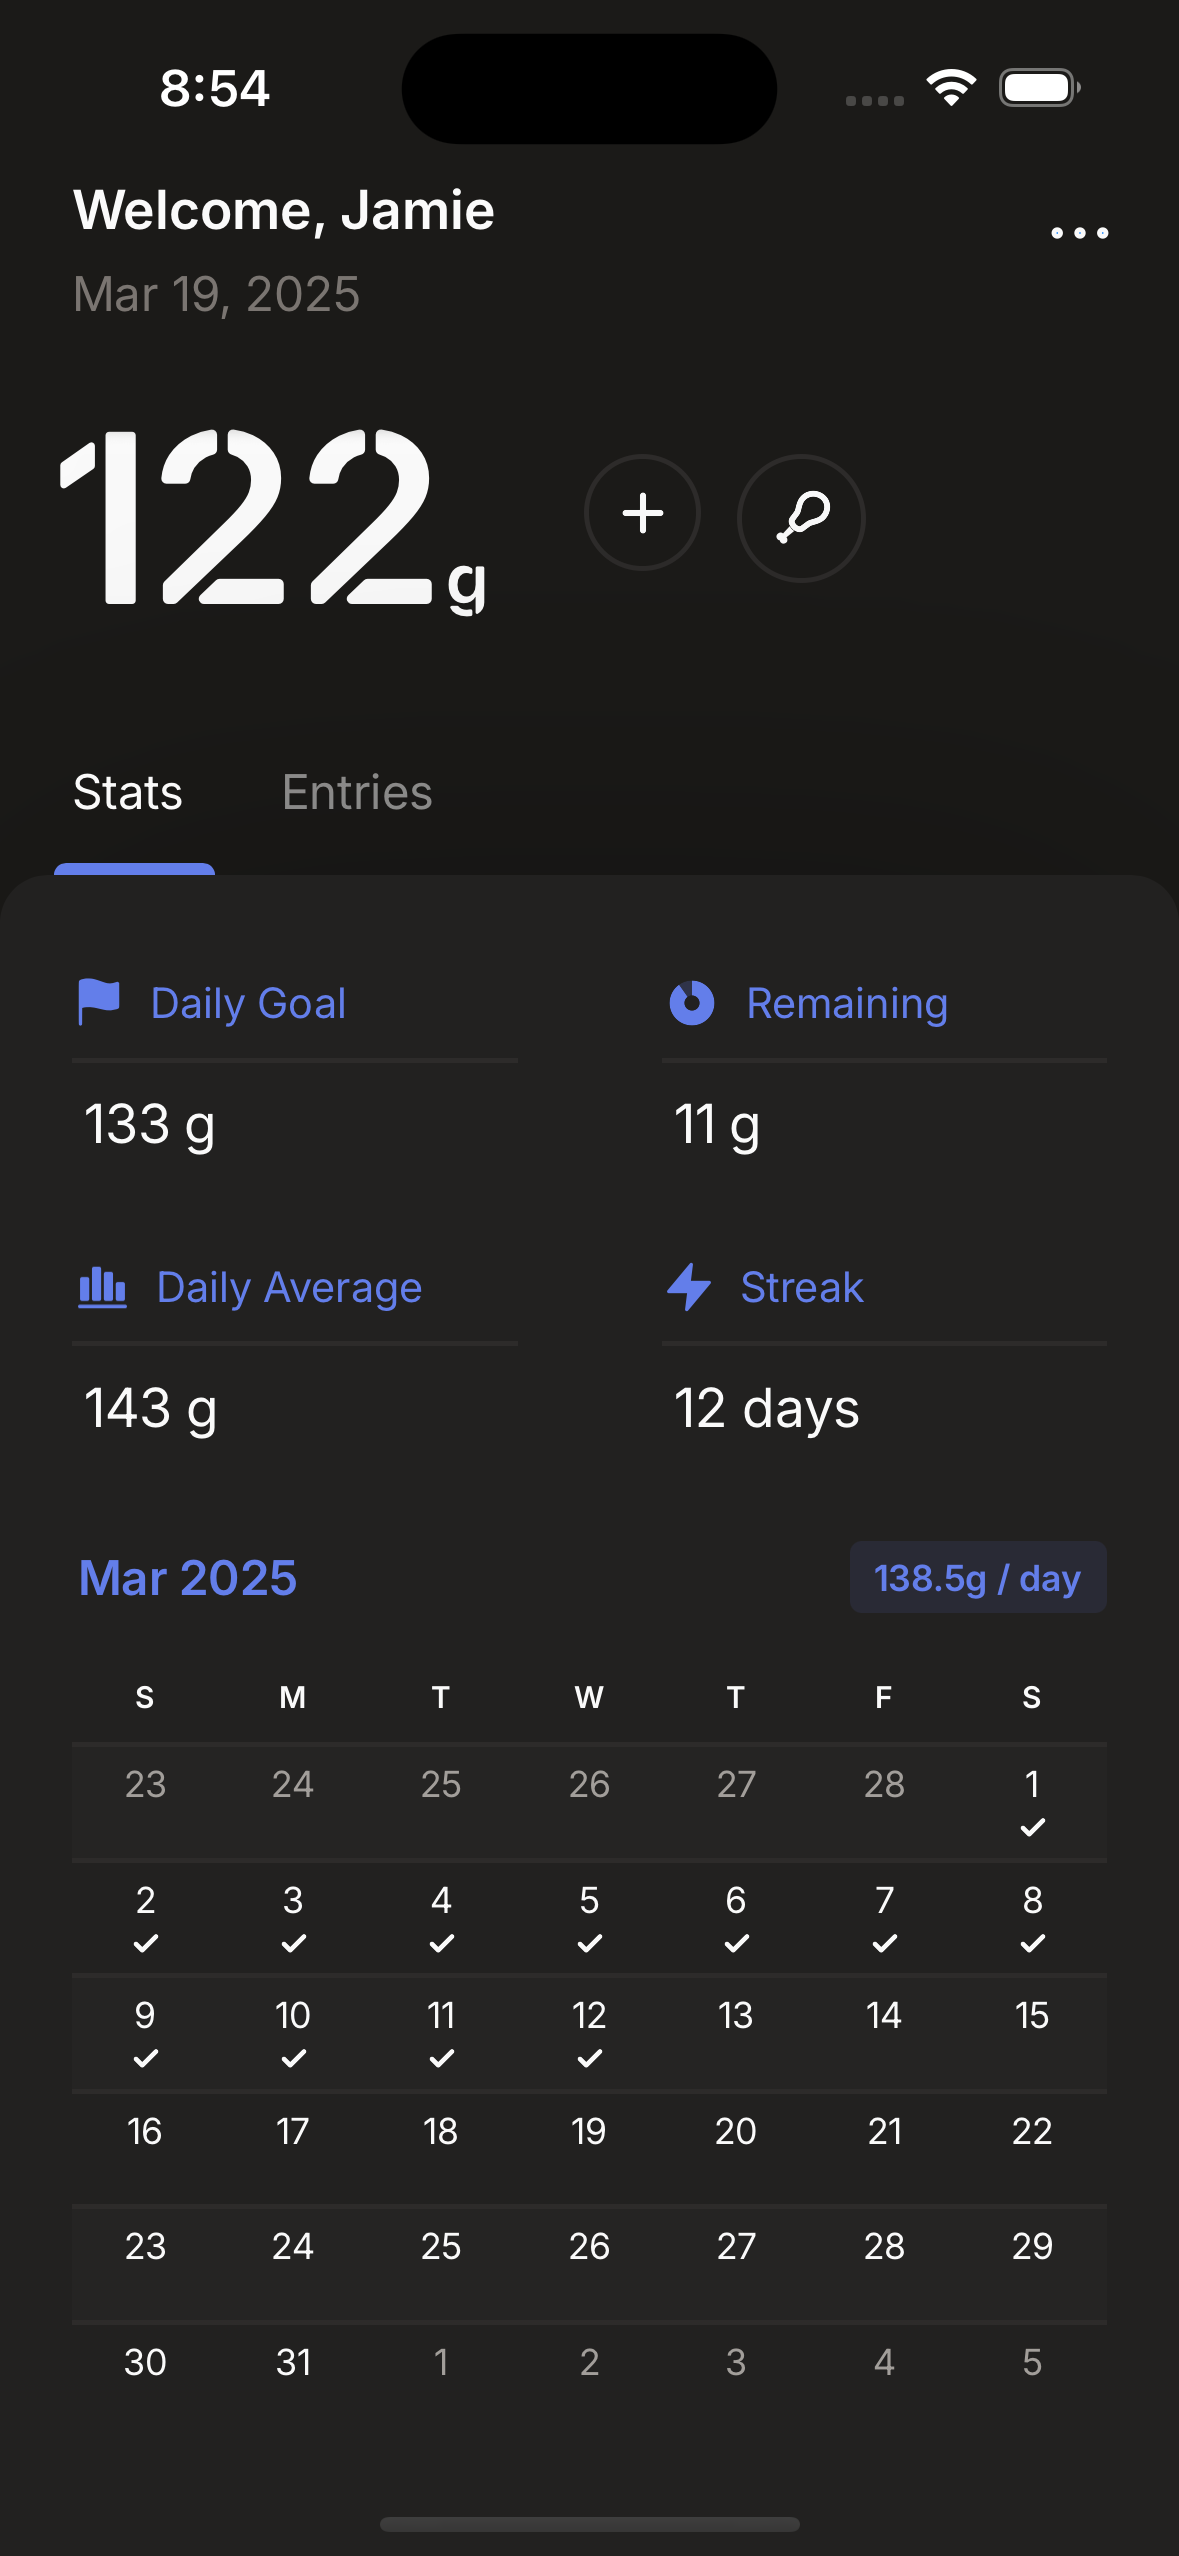 8:54
Welcome, Jamie
Mar 19, 2025
122 g
Stats Entries
Daily Goal Remaining
133 g 11 g
Daily Average Streak
143 g 12 days
Mar 2025 138.5g / day
S M T W T F S
23 24 25 26 27 28 1
2 3 4 5 6 7 8
9 10 11 12 13 14 15
16 17 18 19 20 21 22
23 24 25 26 27 28 29
30 31 1 2 3 4 5